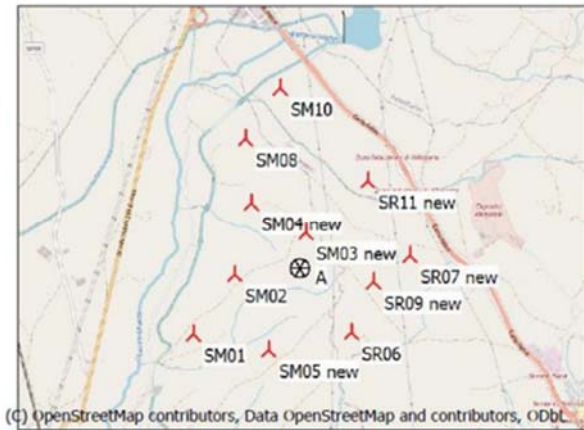 SM10
SM08
SR11 new
SM04 new
SM03 new
A
SR07 new
SM02
SR09 new
SM01
SM05 new
SR06
(C) OpenStreetMap contributors, Data OpenStreetMap and contributors, ODbL